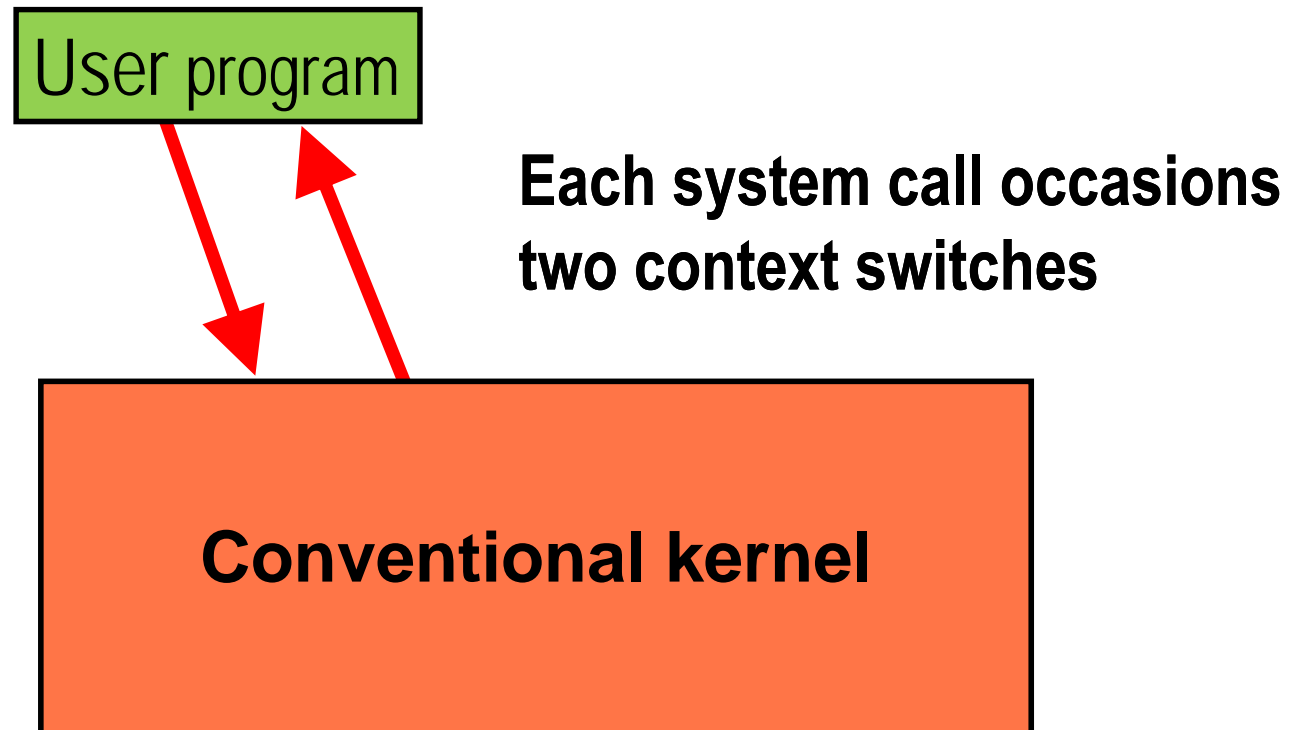 User program
Each system call occasions
two context switches
Conventional kernel